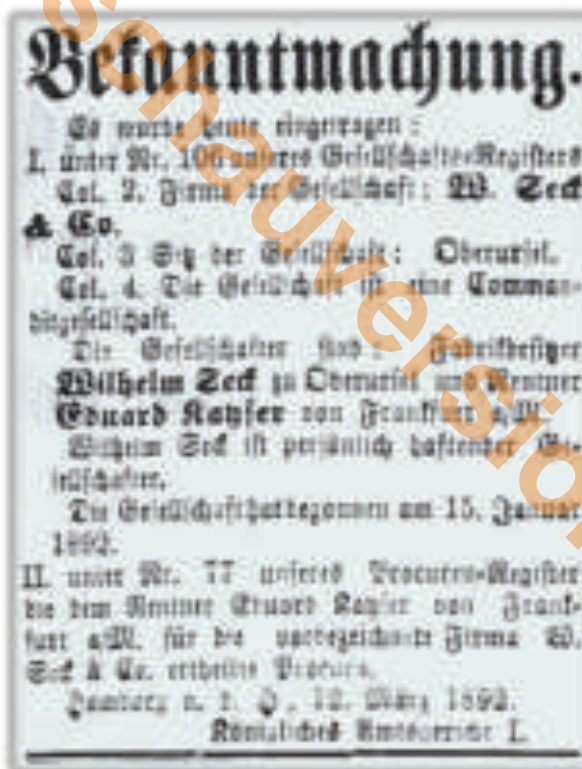 Bekanntmachung.
Es wurde heute eingetragen:
I. unter Nr. 106 unseres Gesellschafts-Registers
Col. 2. Firma der Gesellschaft: W. Seck
& Co.
Col. 3 Sitz der Gesellschaft: Oberursel.
Col. 4. Die Gesellschaft ist eine Comman-
ditgesellschaft.
Die Gesellschafter sind: Fabrikbesitzer
Wilhelm Seck zu Oberursel und Rentner
Eduard Kayser von Frankfurt a/M.
Wilhelm Seck ist persönlich haftender Ge-
sellschafter.
Die Gesellschaft hat begonnen am 15. Januar
1892.
II. unter Nr. 77 unseres Procuren-Register
die dem Rentner Eduard Kayser von Frank-
furt a/M. für die vorbezeichnete Firma W.
Seck & Co. ertheilte Procura.
Homburg v. d. H., 12. März 1892.
Königliches Amtsgericht I.
schauversion